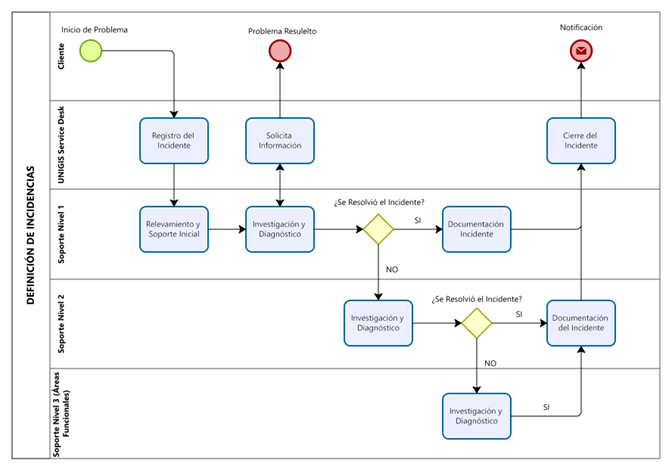 DEFINICIÓN DE INCIDENCIAS
Cliente
Inicio de Problema
Problema Resulelto
Notificación
UNIGIS Service Desk
Registro del
Incidente
Solicita
Información
Cierre del
Incidente
Soporte Nivel 1
Relevamiento y
Soporte Inicial
Investigación y
Diagnóstico
¿Se Resolvió el Incidente?
SI
NO
Documentación
Incidente
Soporte Nivel 2
Investigación y
Diagnóstico
¿Se Resolvió el Incidente?
SI
NO
Documentación
del Incidente
Soporte Nivel 3 (Áreas
Funcionales)
Investigación y
Diagnóstico
SI